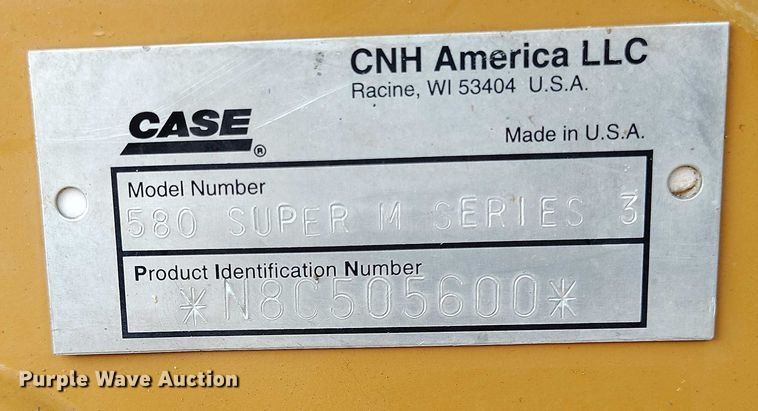 CNH America LLC
Racine, WI 53404 U.S.A.
CASE®
Made in U.S.A.
Model Number
580 SUPER M SERIES 3
Product Identification Number
*N8C505600*
Purple Wave Auction